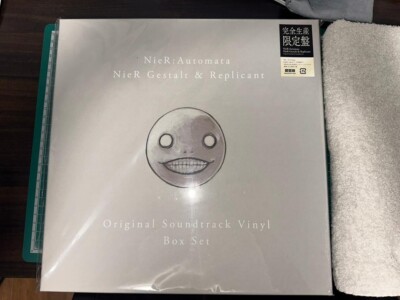 NieR:Automata
NieR Gestalt & Replicant
完全生産
限定盤
Original Soundtrack Vinyl
Box Set